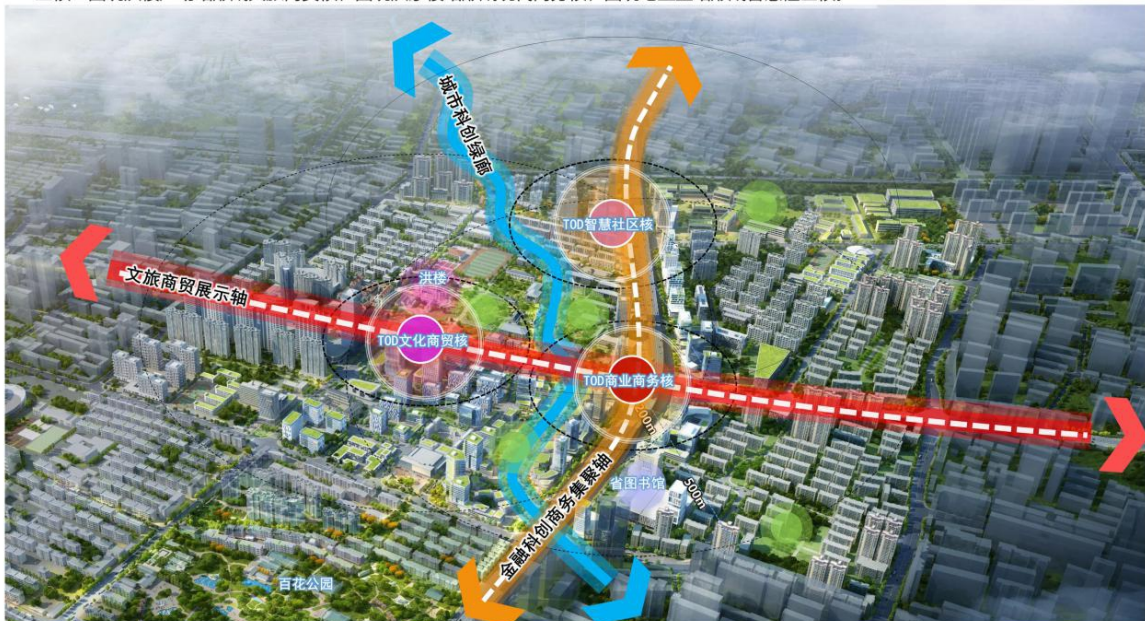 城市科创绿廊
TOD智慧社区核
文旅商贸展示轴
洪楼
TOD文化商贸核
TOD商业商务核
200m
省图书馆
500m
金融科创商务集聚轴
百花公园